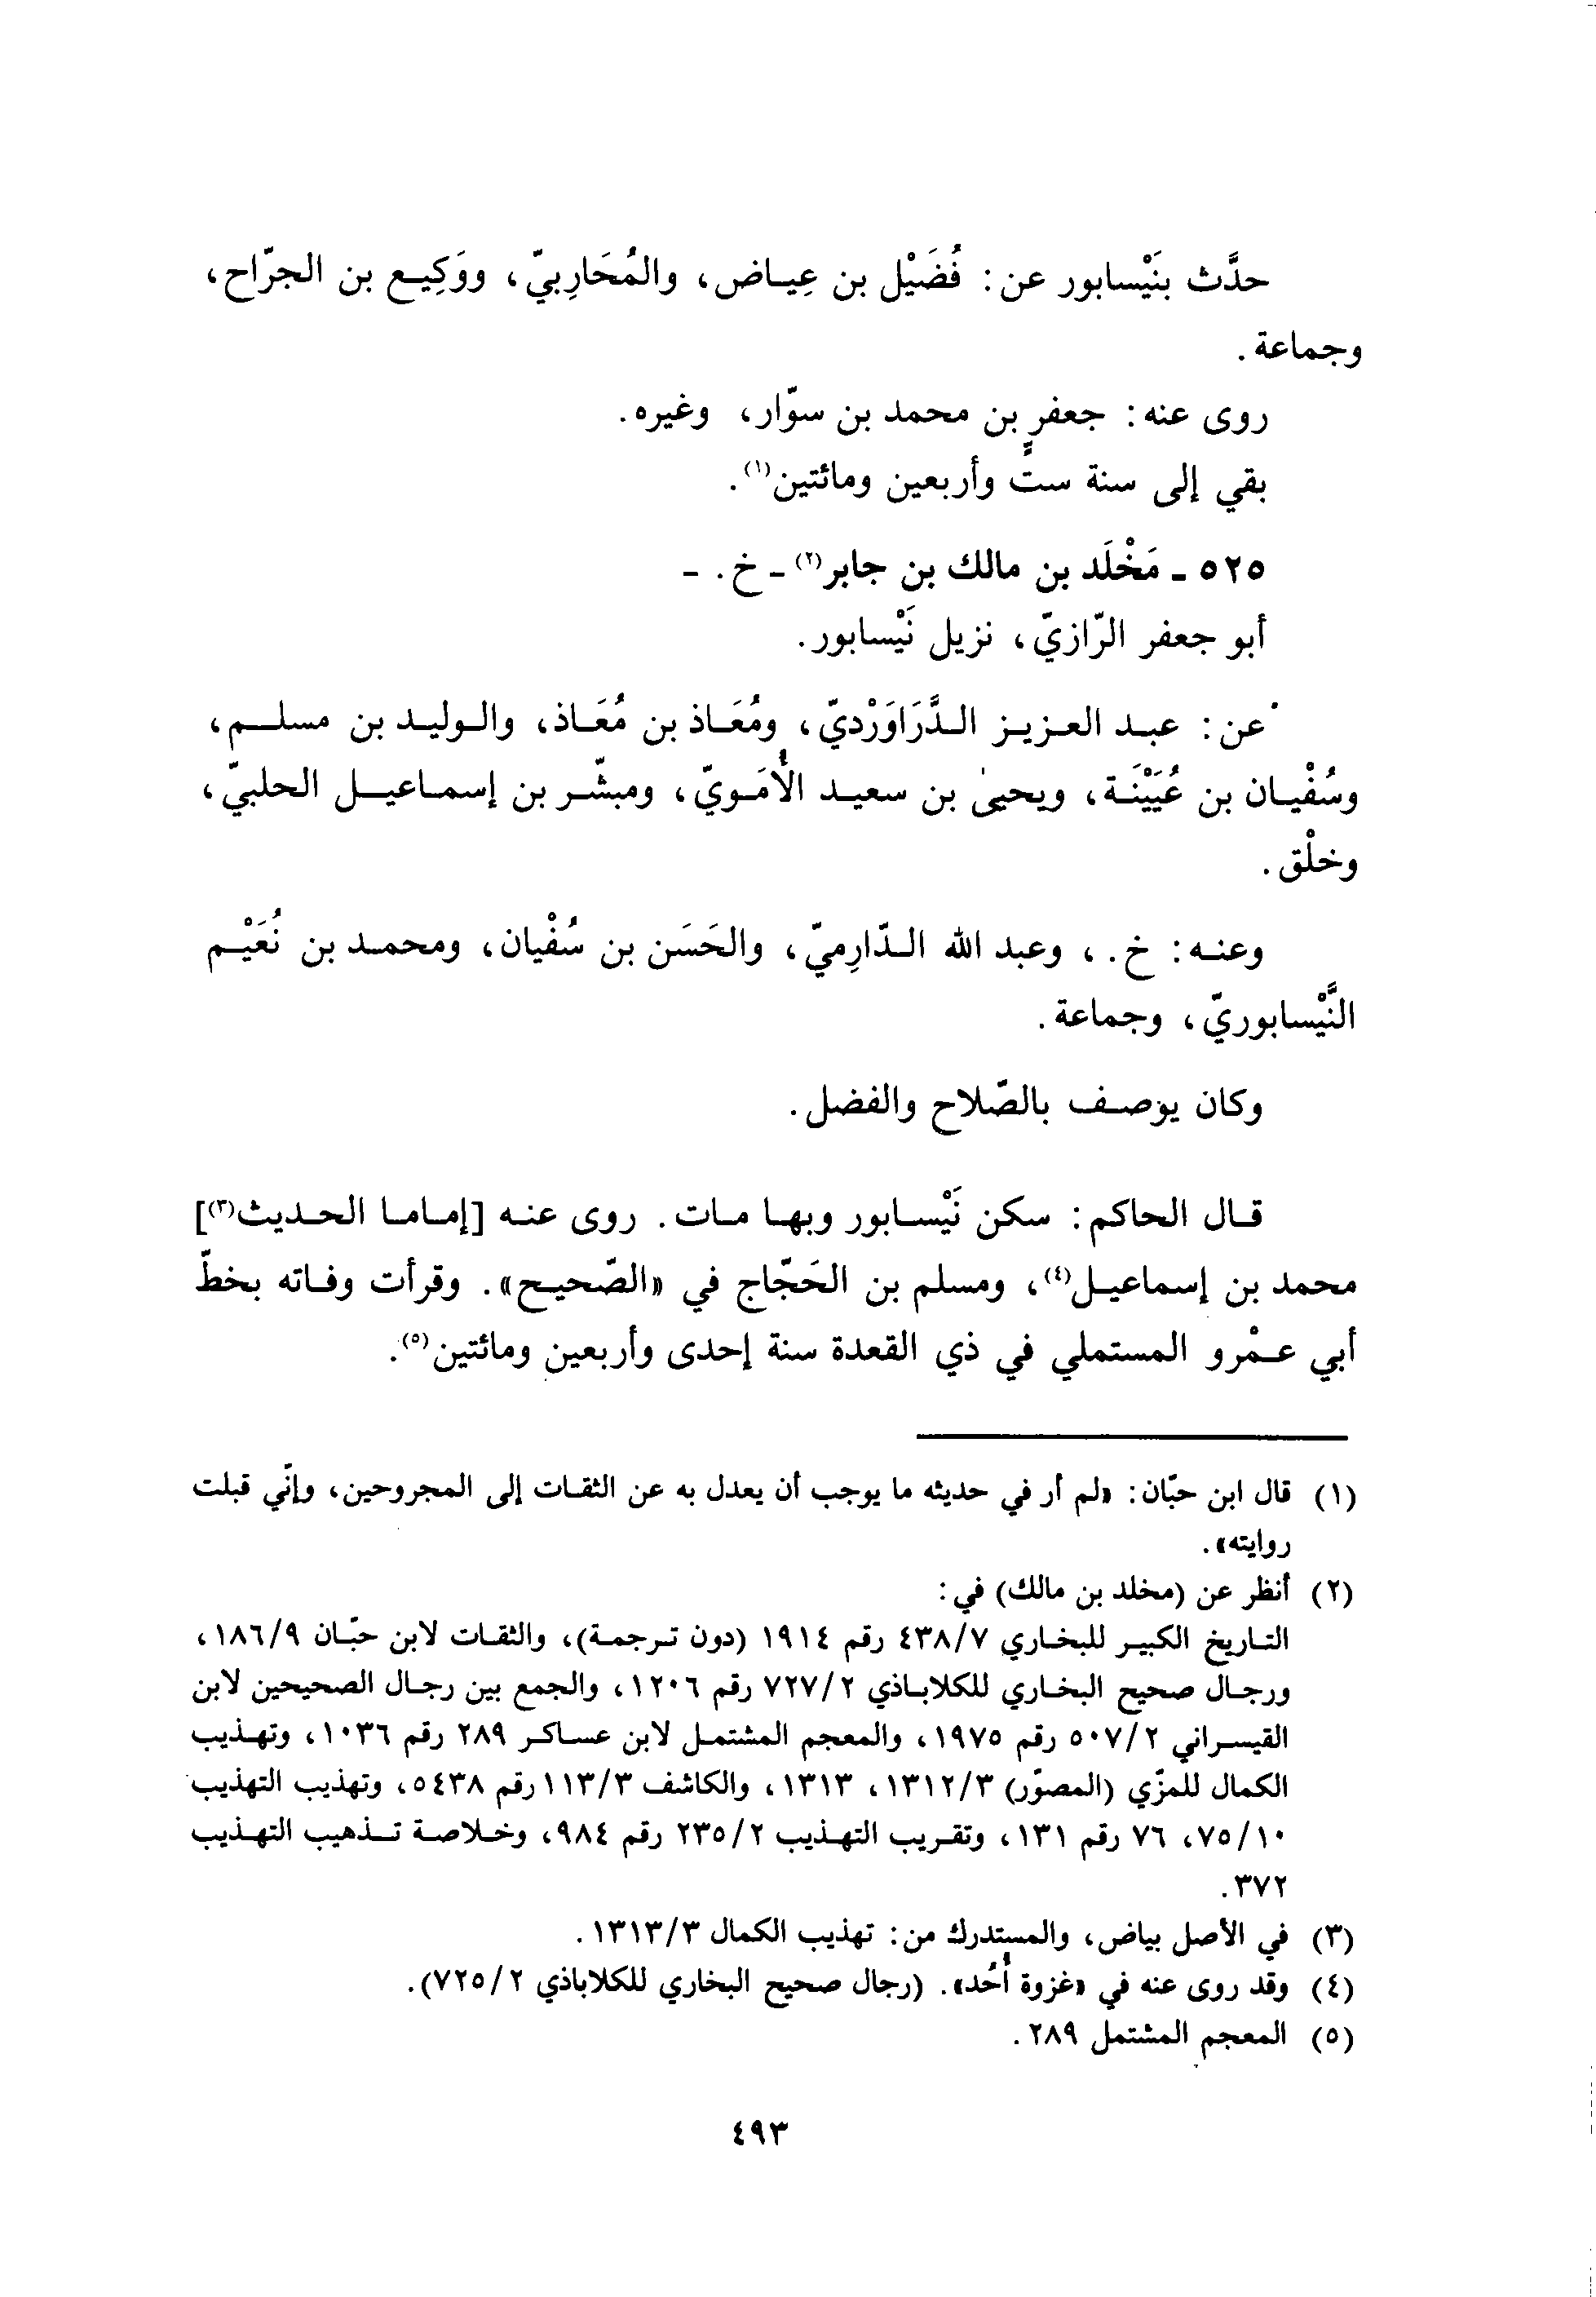 حدَّث بنَيْسابور عن: فُضَيْل بن عِياض، والمُحَارِبيّ، ووَكِيع بن الجرّاح،
وجماعة.
روى عنه: جعفر بن محمد بن سوّار، وغيره.
بقي إلى سنة ستٍّ وأربعين ومائتين(١).
٥٢٥ - مَخْلَد بن مالك بن جابر(٢) - خ. -
أبو جعفر الرّازيّ، نزيل نَيْسابور.
عن: عبد العزيز الدَّرَاوَرْديّ، ومُعَاذ بن مُعَاذ، والوليد بن مسلم،
وسُفْيان بن عُيَيْنَة، ويحيىٰ بن سعيد الأُمَويّ، ومبشّر بن إسماعيل الحلبيّ،
وخلْق.
وعنه: خ.، وعبد الله الدّارِميّ، والحَسَن بن سُفْيان، ومحمد بن نُعَيْم
النَّيْسابوريّ، وجماعة.
وكان يوصف بالصّلاح والفضل.
قال الحاكم: سكن نَيْسابور وبها مات. روى عنه [إماما الحديث(٣)]
محمد بن إسماعيل(٤)، ومسلم بن الحَجّاج في «الصّحيح». وقرأت وفاته بخطّ
أبي عمْرو المستملي في ذي القعدة سنة إحدى وأربعين ومائتين(٥).
(١) قال ابن حبّان: «لم أر في حديثه ما يوجب أن يعدل به عن الثقات إلى المجروحين، وإنّي قبلت
روايته».
(٢) أنظر عن (مخلد بن مالك) في:
التاريخ الكبير للبخاري ٤٣٨/٧ رقم ١٩١٤ (دون ترجمة)، والثقات لابن حبّان ١٨٦/٩،
ورجال صحيح البخاري للكلاباذي ٧٢٧/٢ رقم ١٢٠٦، والجمع بين رجال الصحيحين لابن
القيسراني ٥٠٧/٢ رقم ١٩٧٥، والمعجم المشتمل لابن عساكر ٢٨٩ رقم ١٠٣٦، وتهذيب
الكمال للمزّي (المصوّر) ١٣١٢/٣، ١٣١٣، والكاشف ١١٣/٣ رقم ٥٤٣٨، وتهذيب التهذيب
٧٥/١٠، ٧٦ رقم ١٣١، وتقريب التهذيب ٢٣٥/٢ رقم ٩٨٤، وخلاصة تذهيب التهذيب
٣٧٢.
(٣) في الأصل بياض، والمستدرك من: تهذيب الكمال ١٣١٣/٣.
(٤) وقد روى عنه في «غزوة أُحُد». (رجال صحيح البخاري للكلاباذي ٧٢٥/٢).
(٥) المعجم المشتمل ٢٨٩.
٤٩٣